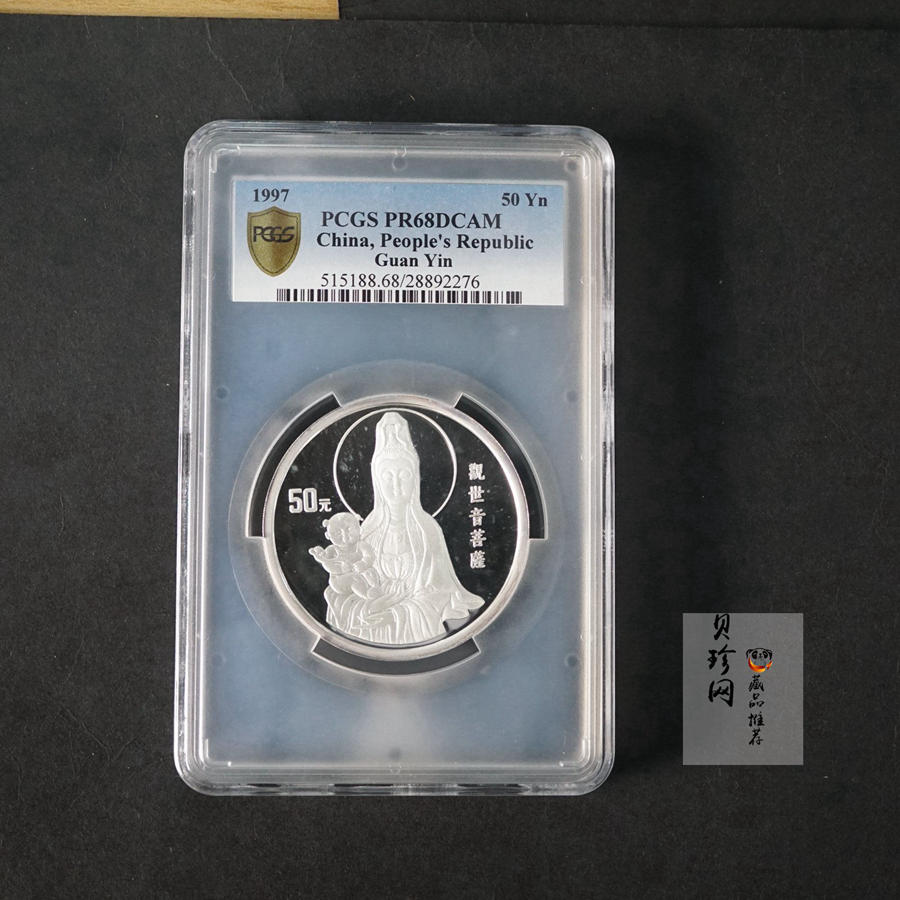 1997
50 Yn
PCGS
PCGS PR68DCAM
China, People's Republic
Guan Yin
515188.68/28892276
50元
觀世音菩薩
贝珍网
藏品推荐